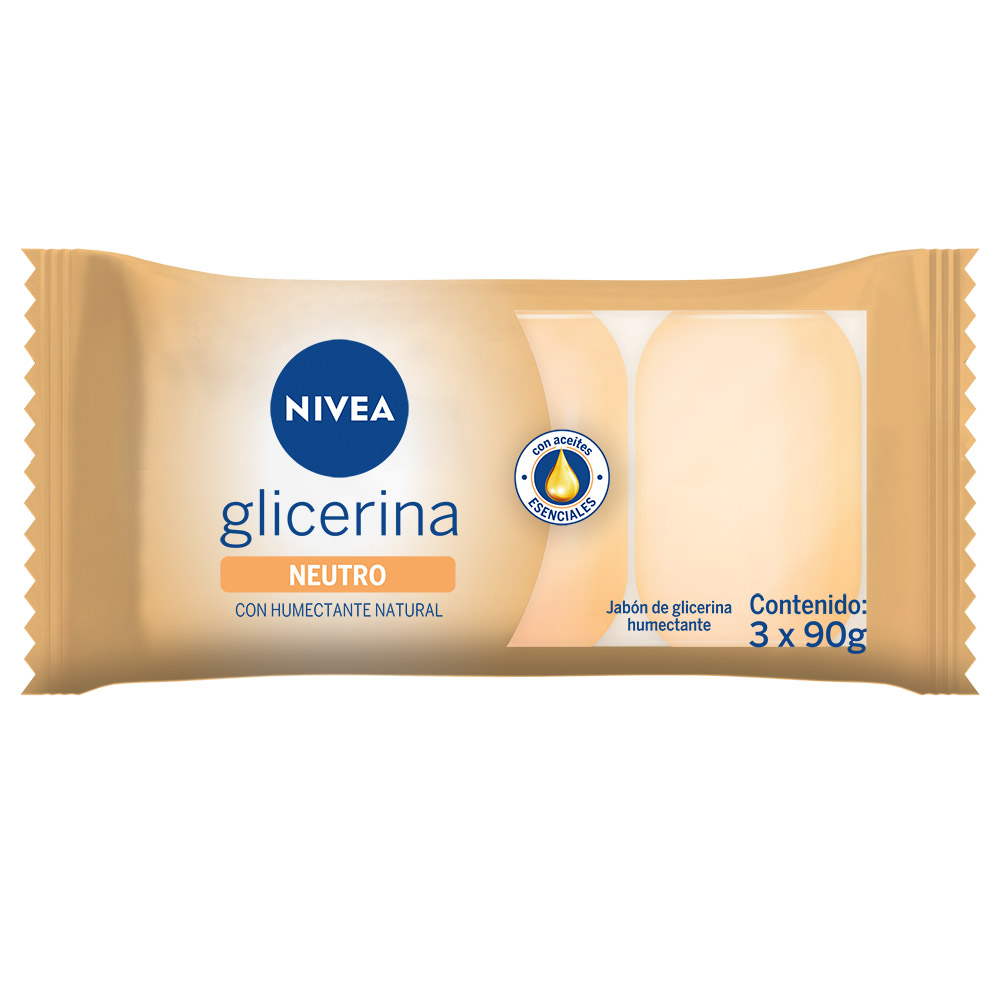 NIVEA
glicerina
NEUTRO
CON HUMECTANTE NATURAL
con aceites
ESENCIALES
Jabón de glicerina
humectante
Contenido:
3 x 90g